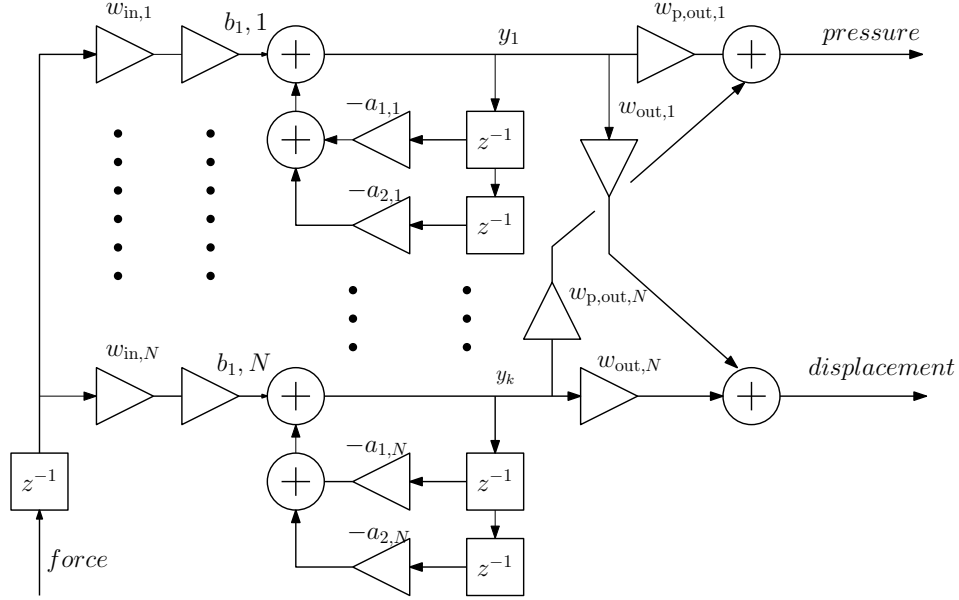 w_in,1
b_1, 1
y_1
w_p,out,1
pressure
−a_1,1
z^−1
w_out,1
−a_2,1
z^−1
w_p,out,N
w_in,N
b_1, N
y_k
w_out,N
displacement
−a_1,N
z^−1
z^−1
−a_2,N
z^−1
force